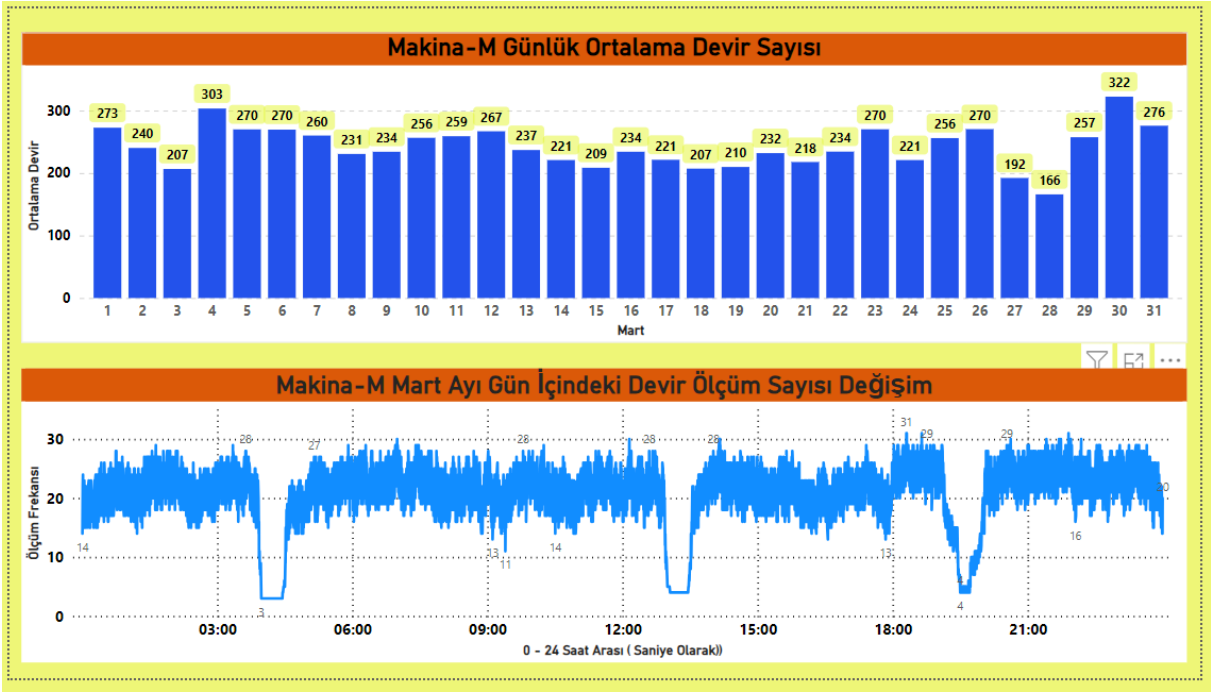 Makina-M Günlük Ortalama Devir Sayısı
300
200
100
0
Ortalama Devir
273 240 207 303 270 270 260 231 234 256 259 267 237 221 209 234 221 207 210 232 218 234 270 221 256 270 192 166 257 322 276
1 2 3 4 5 6 7 8 9 10 11 12 13 14 15 16 17 18 19 20 21 22 23 24 25 26 27 28 29 30 31
Mart
Makina-M Mart Ayı Gün İçindeki Devir Ölçüm Sayısı Değişim
30
20
10
0
Ölçüm Frekansı
14 3 28 27 13 11 28 14 28 28 13 31 29 4 4 29 16 20
03:00 06:00 09:00 12:00 15:00 18:00 21:00
0 - 24 Saat Arası ( Saniye Olarak))